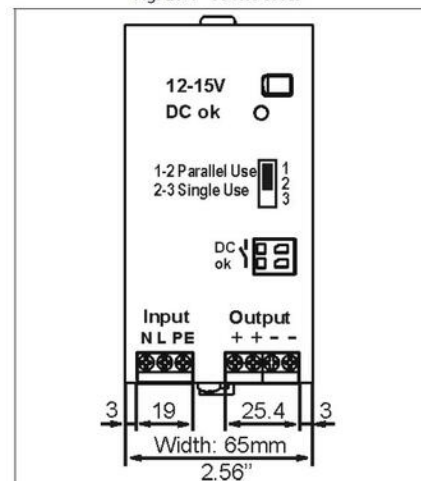 12-15V
DC ok
1-2 Parallel Use 1
2-3 Single Use 2
3
DC
ok
Input Output
N L PE + + - -
3 19 25.4 3
Width: 65mm
2.56"